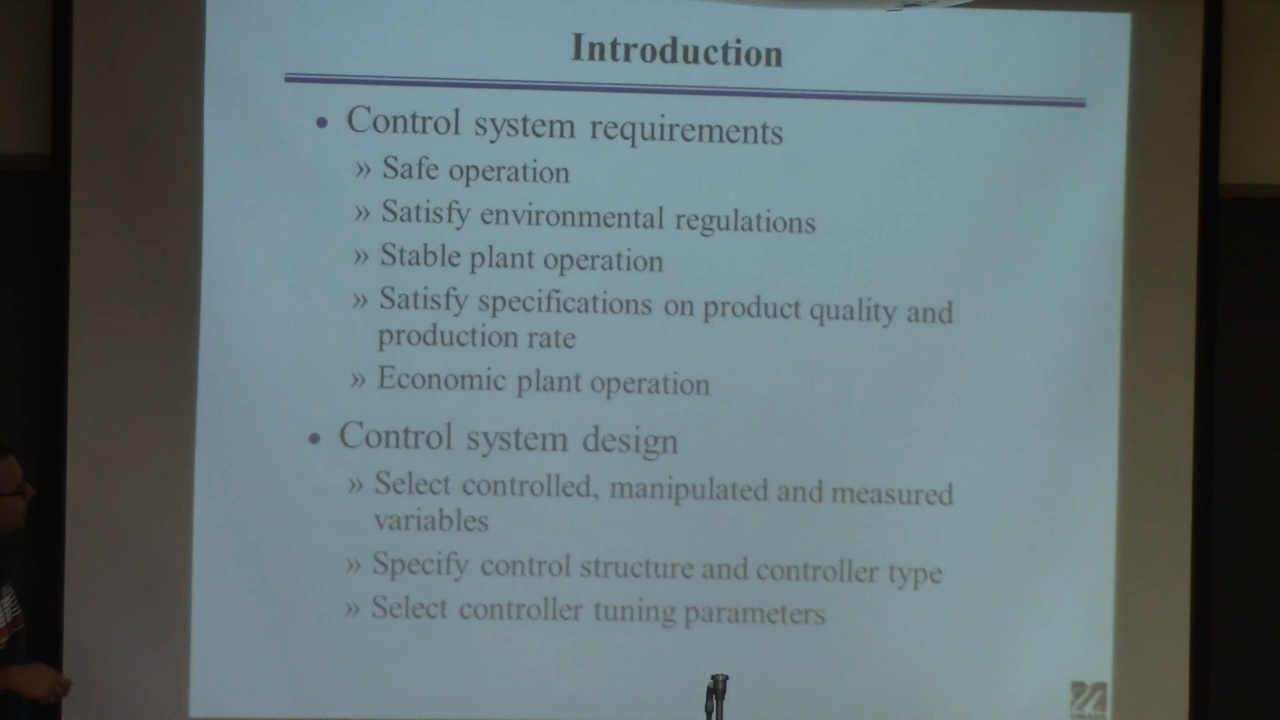 Introduction
• Control system requirements
» Safe operation
» Satisfy environmental regulations
» Stable plant operation
» Satisfy specifications on product quality and
production rate
» Economic plant operation
• Control system design
» Select controlled, manipulated and measured
variables
» Specify control structure and controller type
» Select controller tuning parameters